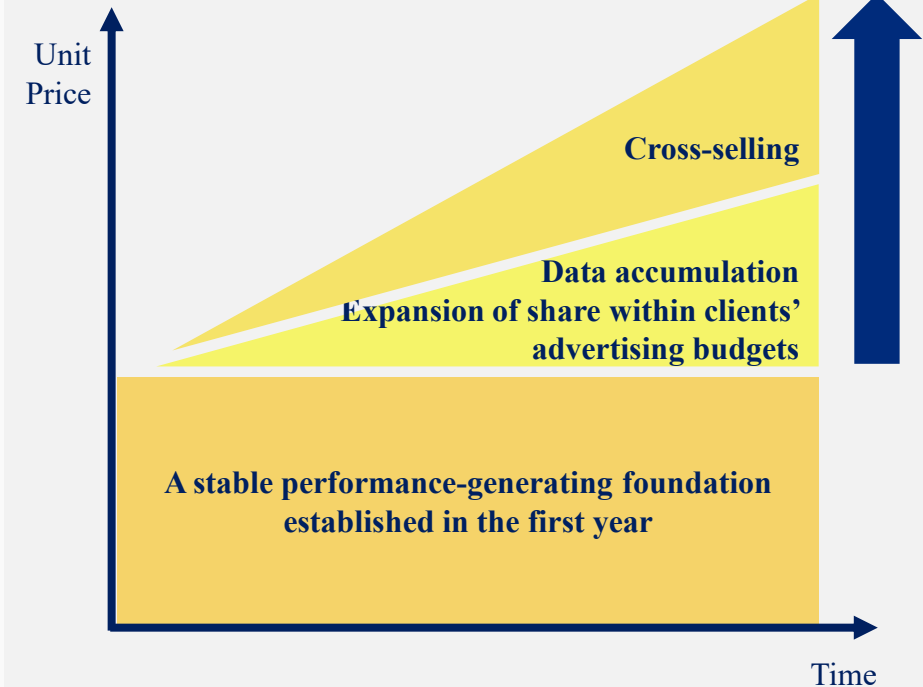 Unit
Price
Cross-selling
Data accumulation
Expansion of share within clients’
advertising budgets
A stable performance-generating foundation
established in the first year
Time